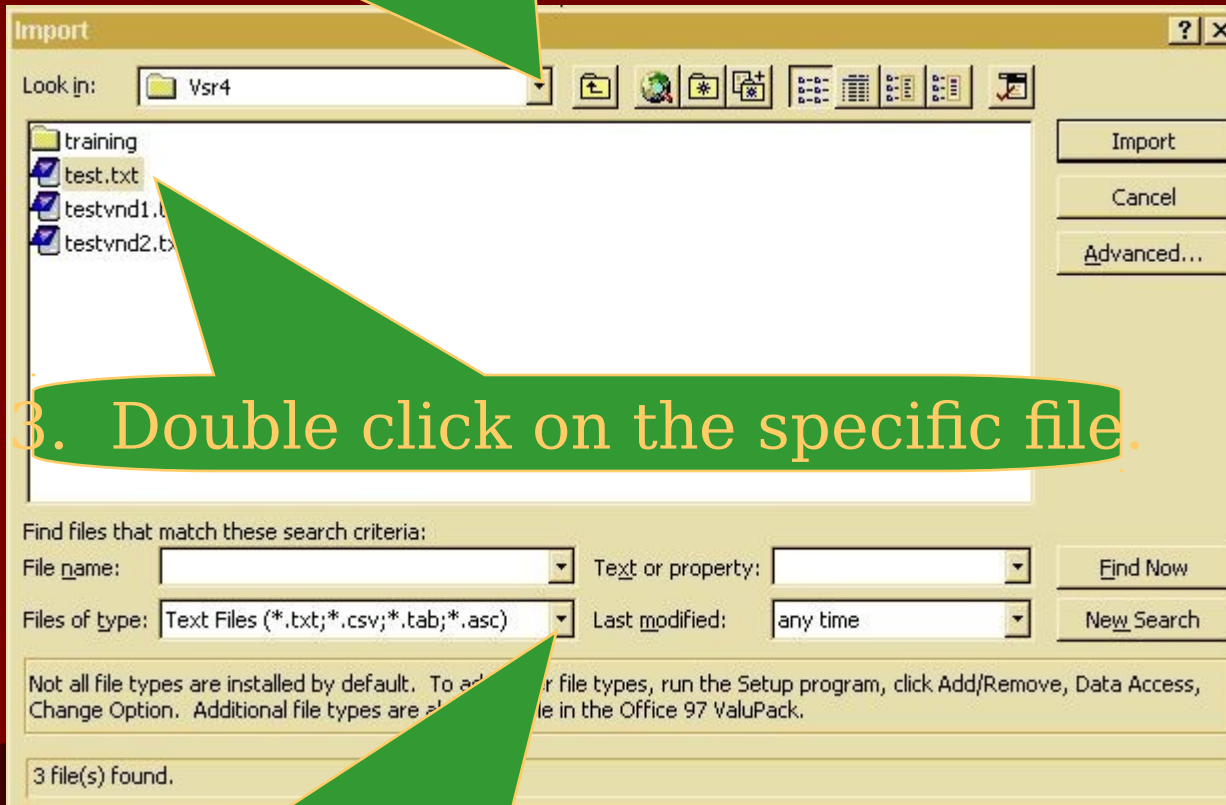 Import
Look in: Vsr4
training
test.txt
testvnd1.t
testvnd2.tx
Import
Cancel
Advanced...
3. Double click on the specific file.
Find files that match these search criteria:
File name: Text or property: Find Now
Files of type: Text Files (*.txt;*.csv;*.tab;*.asc) Last modified: any time New Search
Not all file types are installed by default. To file types, run the Setup program, click Add/Remove, Data Access,
Change Option. Additional file types are in the Office 97 ValuPack.
3 file(s) found.